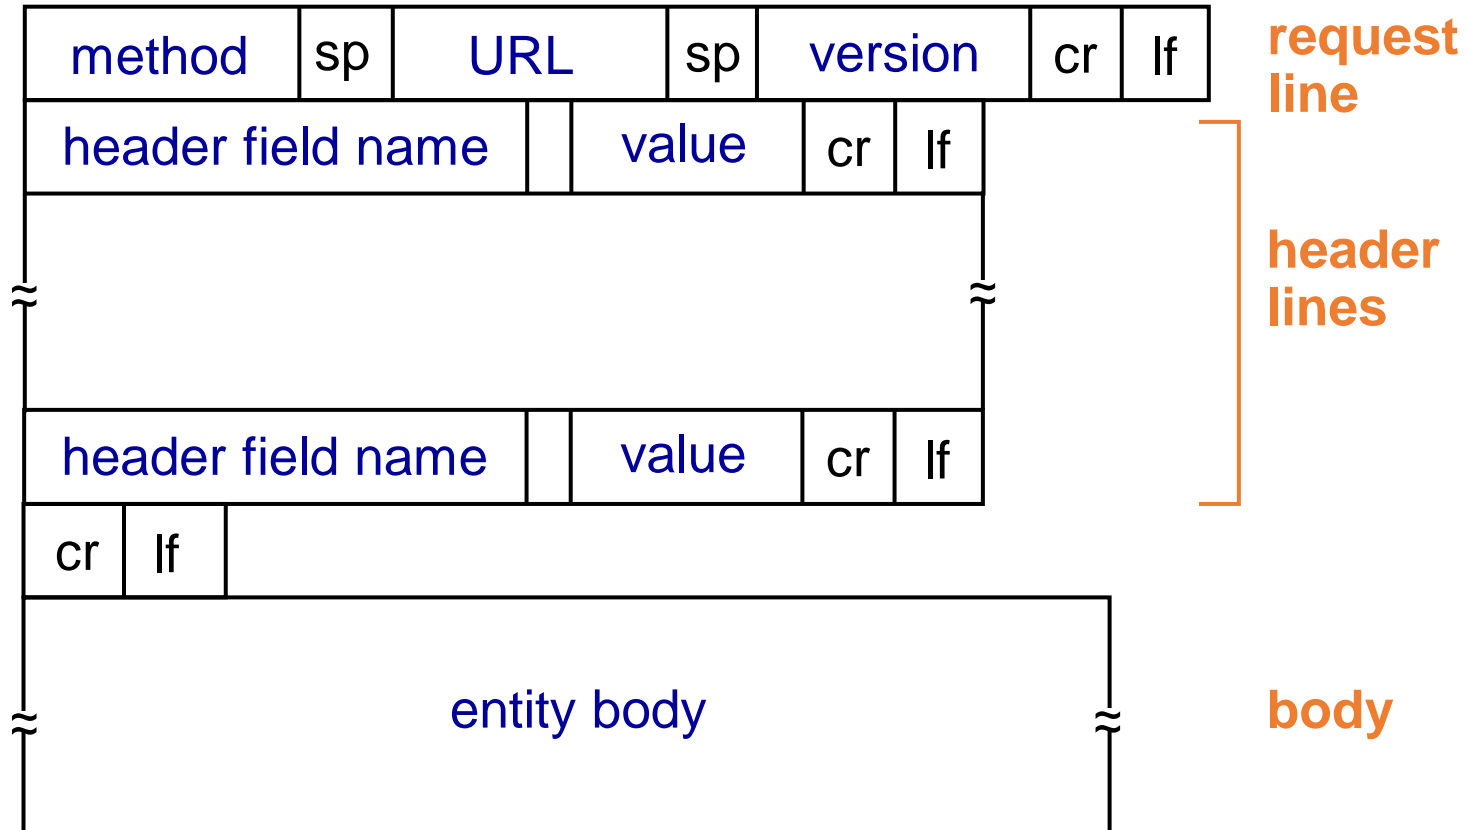 method sp URL sp version cr lf
request
line
header field name value cr lf
header
lines
header field name value cr lf
cr lf
entity body
body